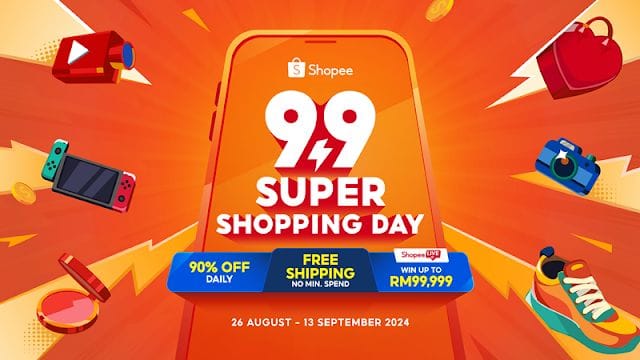 Shopee
9.9
SUPER
SHOPPING DAY
90% OFF
DAILY
FREE
SHIPPING
NO MIN. SPEND
Shopee LIVE
WIN UP TO
RM99,999
26 AUGUST - 13 SEPTEMBER 2024